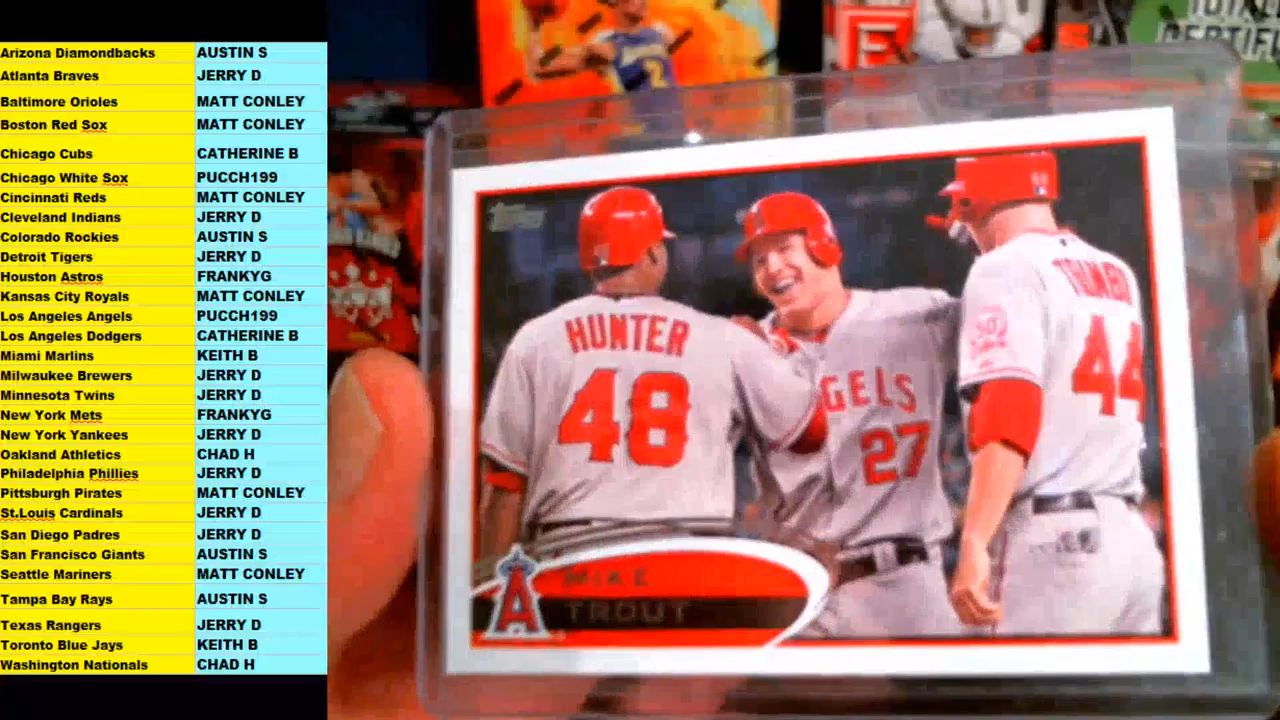 Arizona Diamondbacks AUSTIN S
Atlanta Braves JERRY D
Baltimore Orioles MATT CONLEY
Boston Red Sox MATT CONLEY
Chicago Cubs CATHERINE B
Chicago White Sox PUCCH199
Cincinnati Reds MATT CONLEY
Cleveland Indians JERRY D
Colorado Rockies AUSTIN S
Detroit Tigers JERRY D
Houston Astros FRANKYG
Kansas City Royals MATT CONLEY
Los Angeles Angels PUCCH199
Los Angeles Dodgers CATHERINE B
Miami Marlins KEITH B
Milwaukee Brewers JERRY D
Minnesota Twins JERRY D
New York Mets FRANKYG
New York Yankees JERRY D
Oakland Athletics CHAD H
Philadelphia Phillies JERRY D
Pittsburgh Pirates MATT CONLEY
St.Louis Cardinals JERRY D
San Diego Padres JERRY D
San Francisco Giants AUSTIN S
Seattle Mariners MATT CONLEY
Tampa Bay Rays AUSTIN S
Texas Rangers JERRY D
Toronto Blue Jays KEITH B
Washington Nationals CHAD H
Topps
HUNTER
48
GELS
27
TRUMBO
44
A
MIKE
TROUT